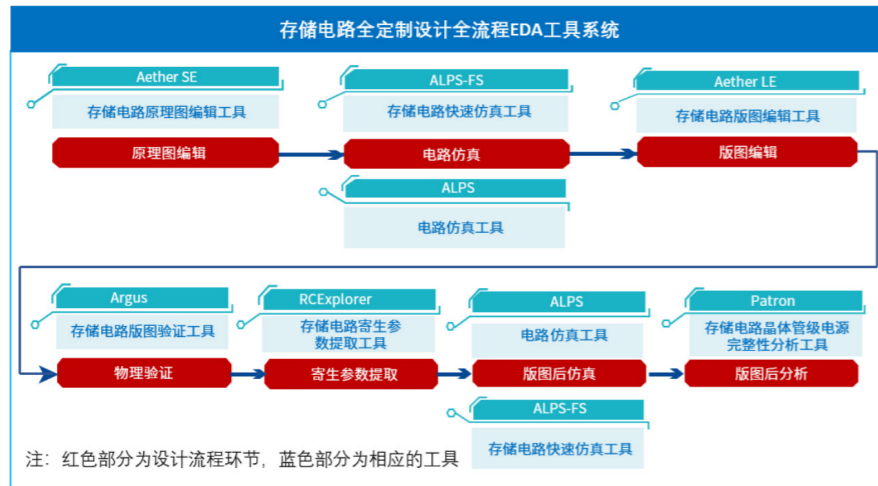 存储电路全定制设计全流程EDA工具系统
Aether SE
存储电路原理图编辑工具
原理图编辑
ALPS-FS
存储电路快速仿真工具
电路仿真
ALPS
电路仿真工具
Aether LE
存储电路版图编辑工具
版图编辑
Argus
存储电路版图验证工具
物理验证
RCExplorer
存储电路寄生参
数提取工具
寄生参数提取
ALPS
电路仿真工具
版图后仿真
ALPS-FS
存储电路快速仿真工具
Patron
存储电路晶体管级电源
完整性分析工具
版图后分析
注：红色部分为设计流程环节，蓝色部分为相应的工具